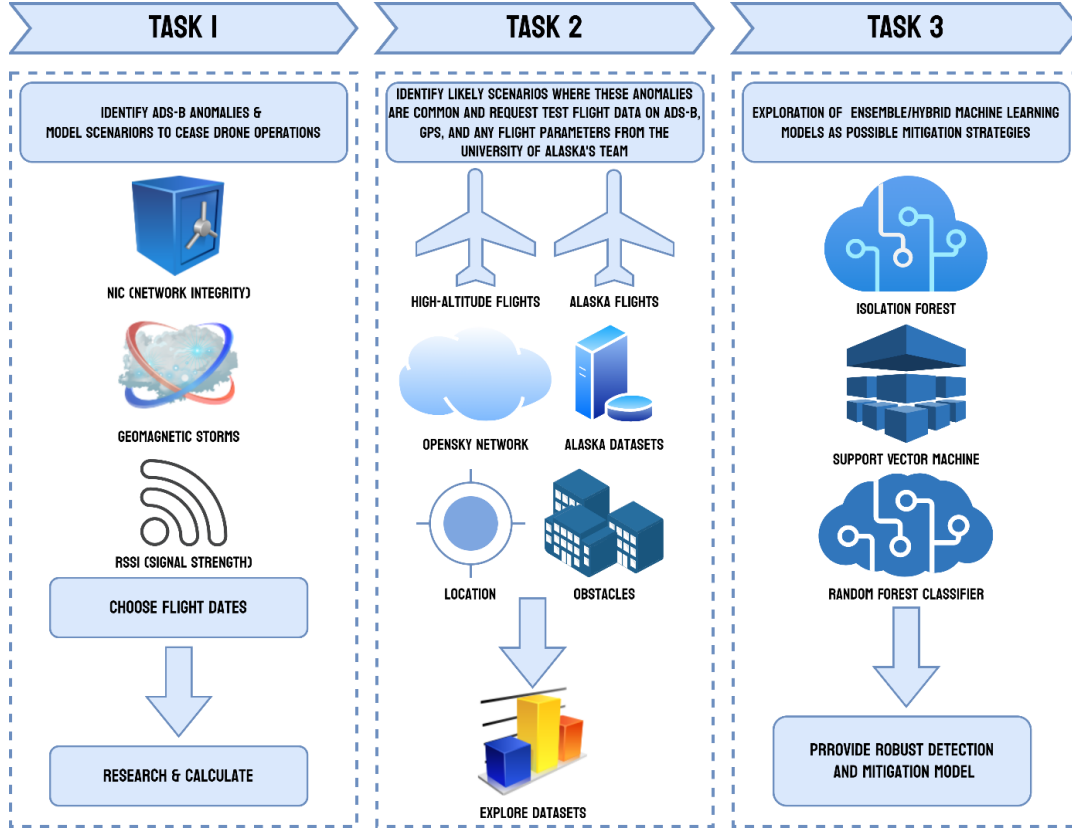 TASK 1
IDENTIFY ADS-B ANOMALIES &
MODEL SCENARIORS TO CEASE DRONE OPERATIONS
NIC (NETWORK INTEGRITY)
GEOMAGNETIC STORMS
RSSI (SIGNAL STRENGTH)
CHOOSE FLIGHT DATES
RESEARCH & CALCULATE
TASK 2
IDENTIFY LIKELY SCENARIOS WHERE THESE ANOMALIES
ARE COMMON AND REQUEST TEST FLIGHT DATA ON ADS-B,
GPS, AND ANY FLIGHT PARAMETERS FROM THE
UNIVERSITY OF ALASKA'S TEAM
HIGH-ALTITUDE FLIGHTS
ALASKA FLIGHTS
OPENSKY NETWORK
ALASKA DATASETS
LOCATION
OBSTACLES
EXPLORE DATASETS
TASK 3
EXPLORATION OF ENSEMBLE/HYBRID MACHINE LEARNING
MODELS AS POSSIBLE MITIGATION STRATEGIES
ISOLATION FOREST
SUPPORT VECTOR MACHINE
RANDOM FOREST CLASSIFIER
PRROVIDE ROBUST DETECTION
AND MITIGATION MODEL